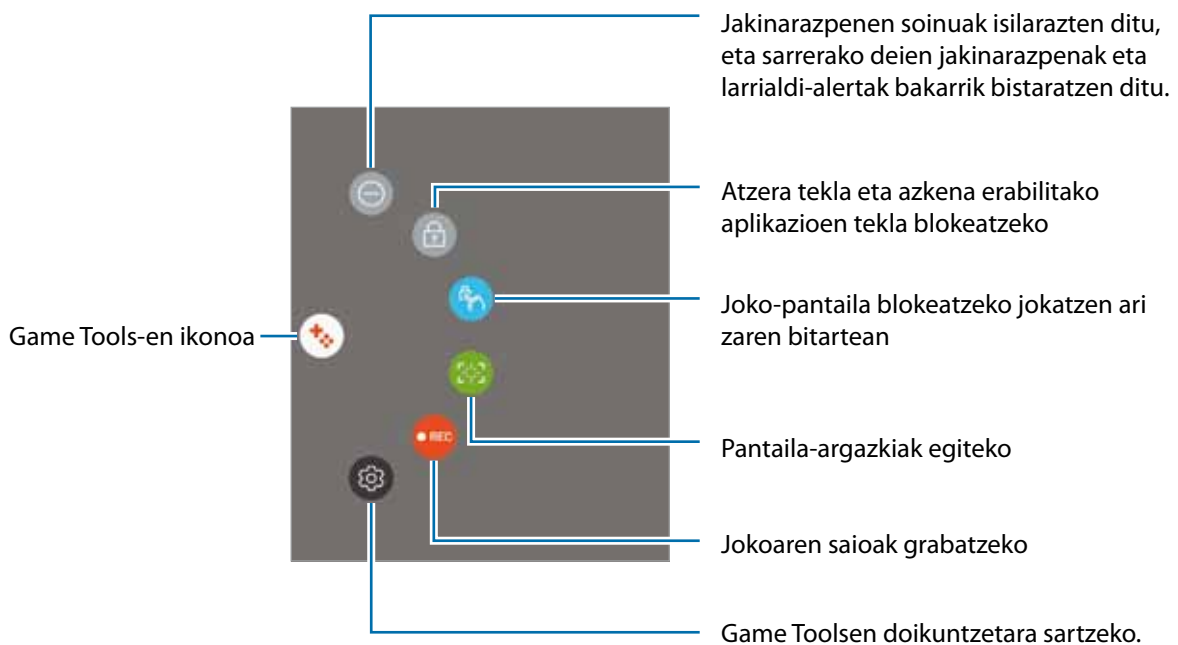 Jakinarazpenen soinuak isilarazten ditu,
eta sarrerako deien jakinarazpenak eta
larrialdi-alertak bakarrik bistaratzen ditu.
Atzera tekla eta azkena erabilitako
aplikazioen tekla blokeatzeko
Joko-pantaila blokeatzeko jokatzen ari
zaren bitartean
Game Tools-en ikonoa
Pantaila-argazkiak egiteko
REC
Jokoaren saioak grabatzeko
Game Toolsen doikuntzetara sartzeko.